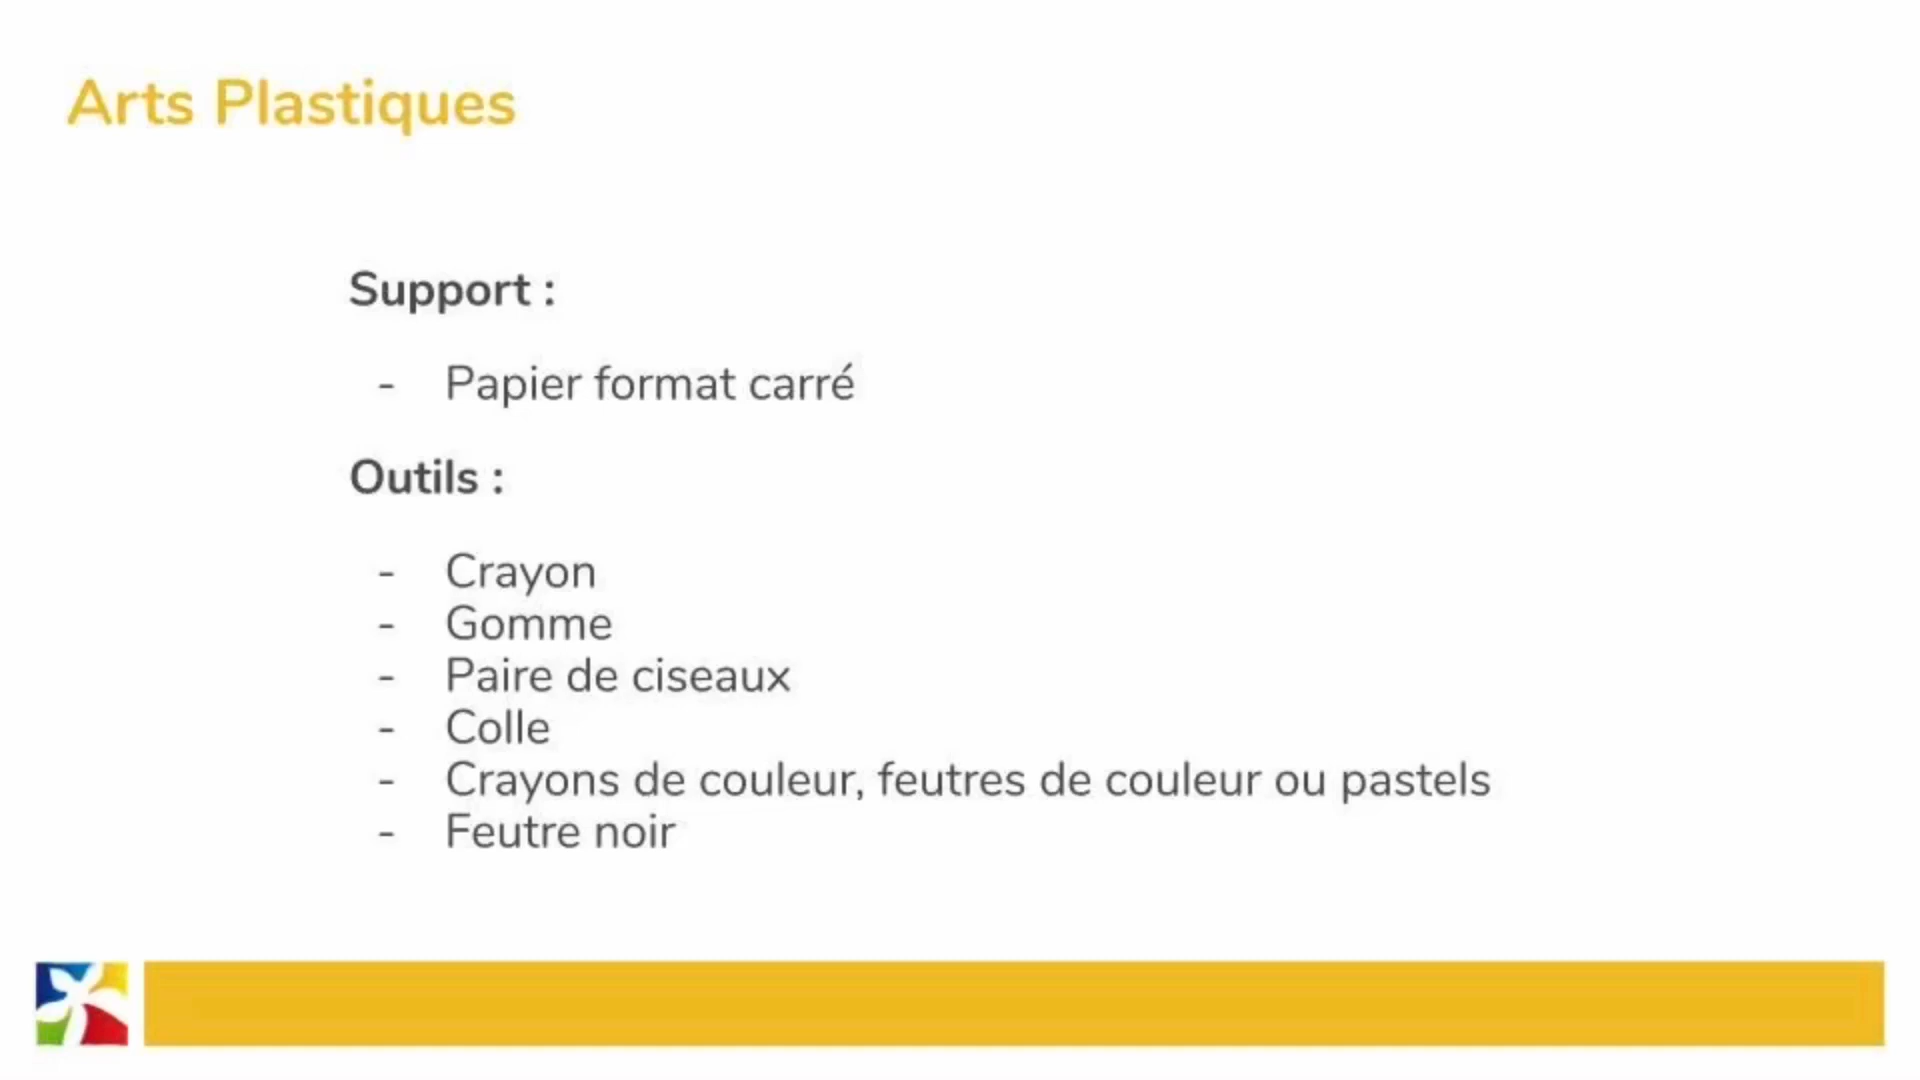 Arts Plastiques
Support :
- Papier format carré
Outils :
- Crayon
- Gomme
- Paire de ciseaux
- Colle
- Crayons de couleur, feutres de couleur ou pastels
- Feutre noir